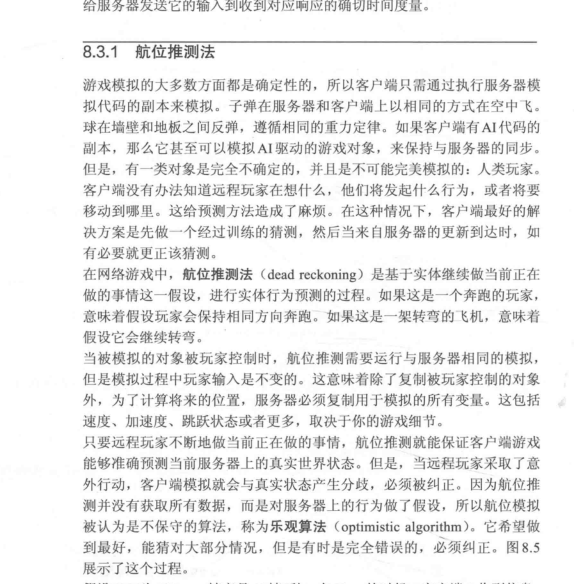 给服务器发送它的输入到收到对应响应的确切时间度量。
8.3.1 航位推测法
游戏模拟的大多数方面都是确定性的，所以客户端只需通过执行服务器模
拟代码的副本来模拟。子弹在服务器和客户端上以相同的方式在空中飞。
球在墙壁和地板之间反弹，遵循相同的重力定律。如果客户端有AI代码的
副本，那么它甚至可以模拟AI驱动的游戏对象，来保持与服务器的同步。
但是，有一类对象是完全不确定的，并且是不可能完美模拟的：人类玩家。
客户端没有办法知道远程玩家在想什么，他们将发起什么行为，或者将要
移动到哪里。这给预测方法造成了麻烦。在这种情况下，客户端最好的解
决方案是先做一个经过训练的猜测，然后当来自服务器的更新到达时，如
有必要就更正该猜测。
在网络游戏中，航位推测法（dead reckoning）是基于实体继续做当前正在
做的事情这一假设，进行实体行为预测的过程。如果这是一个奔跑的玩家，
意味着假设玩家会保持相同方向奔跑。如果这是一架转弯的飞机，意味着
假设它会继续转弯。
当被模拟的对象被玩家控制时，航位推测需要运行与服务器相同的模拟，
但是模拟过程中玩家输入是不变的。这意味着除了复制被玩家控制的对象
外，为了计算将来的位置，服务器必须复制用于模拟的所有变量。这包括
速度、加速度、跳跃状态或者更多，取决于你的游戏细节。
只要远程玩家不断地做当前正在做的事情，航位推测就能保证客户端游戏
能够准确预测当前服务器上的真实世界状态。但是，当远程玩家采取了意
外行动，客户端模拟就会与真实状态产生分歧，必须被纠正。因为航位推
测并没有获取所有数据，而是对服务器上的行为做了假设，所以航位模拟
被认为是不保守的算法，称为乐观算法（optimistic algorithm）。它希望做
到最好，能猜对大部分情况，但是有时是完全错误的，必须纠正。图8.5
展示了这个过程。